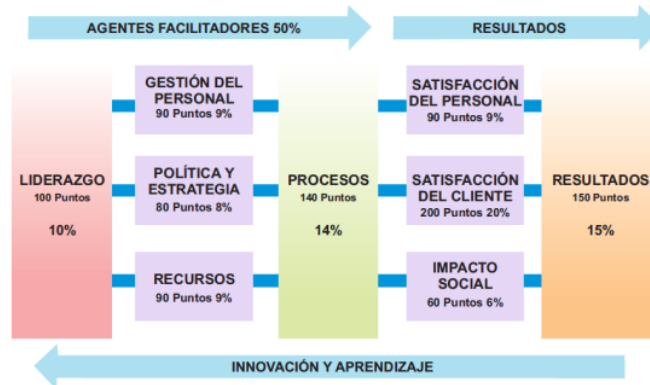 AGENTES FACILITADORES 50%
RESULTADOS
LIDERAZGO
100 Puntos
10%
GESTIÓN DEL
PERSONAL
90 Puntos 9%
POLÍTICA Y
ESTRATEGIA
80 Puntos 8%
RECURSOS
90 Puntos 9%
PROCESOS
140 Puntos
14%
SATISFACCIÓN
DEL PERSONAL
90 Puntos 9%
SATISFACCIÓN
DEL CLIENTE
200 Puntos 20%
IMPACTO
SOCIAL
60 Puntos 6%
RESULTADOS
150 Puntos
15%
INNOVACIÓN Y APRENDIZAJE